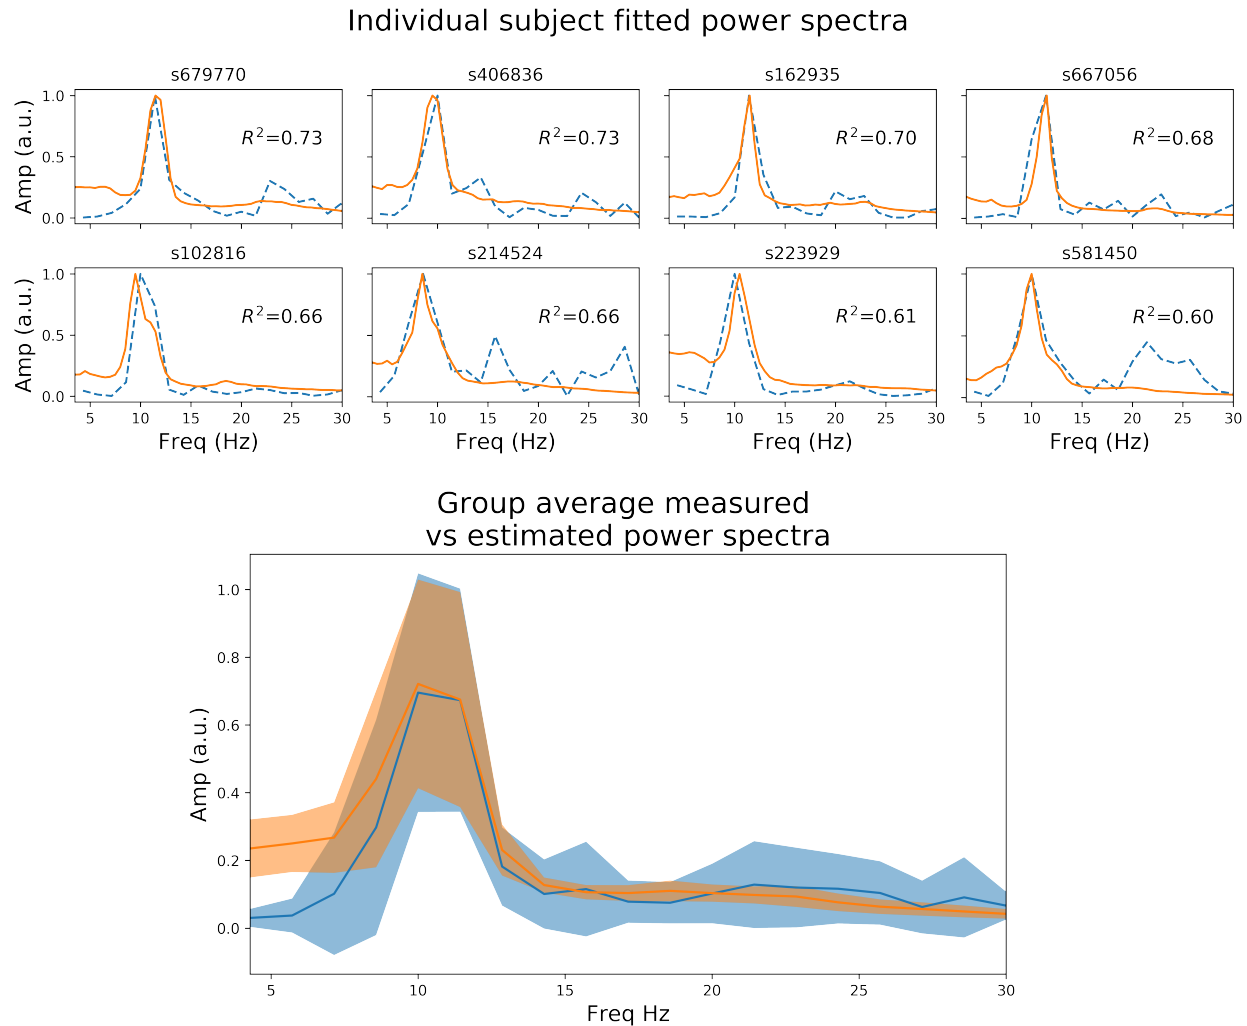 Individual subject fitted power spectra
s679770 s406836 s162935 s667056
Amp (a.u.)
1.0
0.5
0.0
R²=0.73 R²=0.73 R²=0.70 R²=0.68
s102816 s214524 s223929 s581450
Amp (a.u.)
1.0
0.5
0.0
R²=0.66 R²=0.66 R²=0.61 R²=0.60
5 10 15 20 25 30 5 10 15 20 25 30 5 10 15 20 25 30 5 10 15 20 25 30
Freq (Hz) Freq (Hz) Freq (Hz) Freq (Hz)
Group average measured
vs estimated power spectra
Amp (a.u.)
1.0
0.8
0.6
0.4
0.2
0.0
5 10 15 20 25 30
Freq Hz